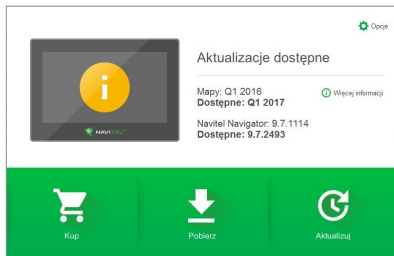 Opcje
Aktualizacje dostępne
Mapy: Q1 2016
Dostępne: Q1 2017
Więcej informacji
Navitel Navigator: 9.7.1114
Dostępne: 9.7.2493
NAVITEL
Kup
Pobierz
Aktualizuj